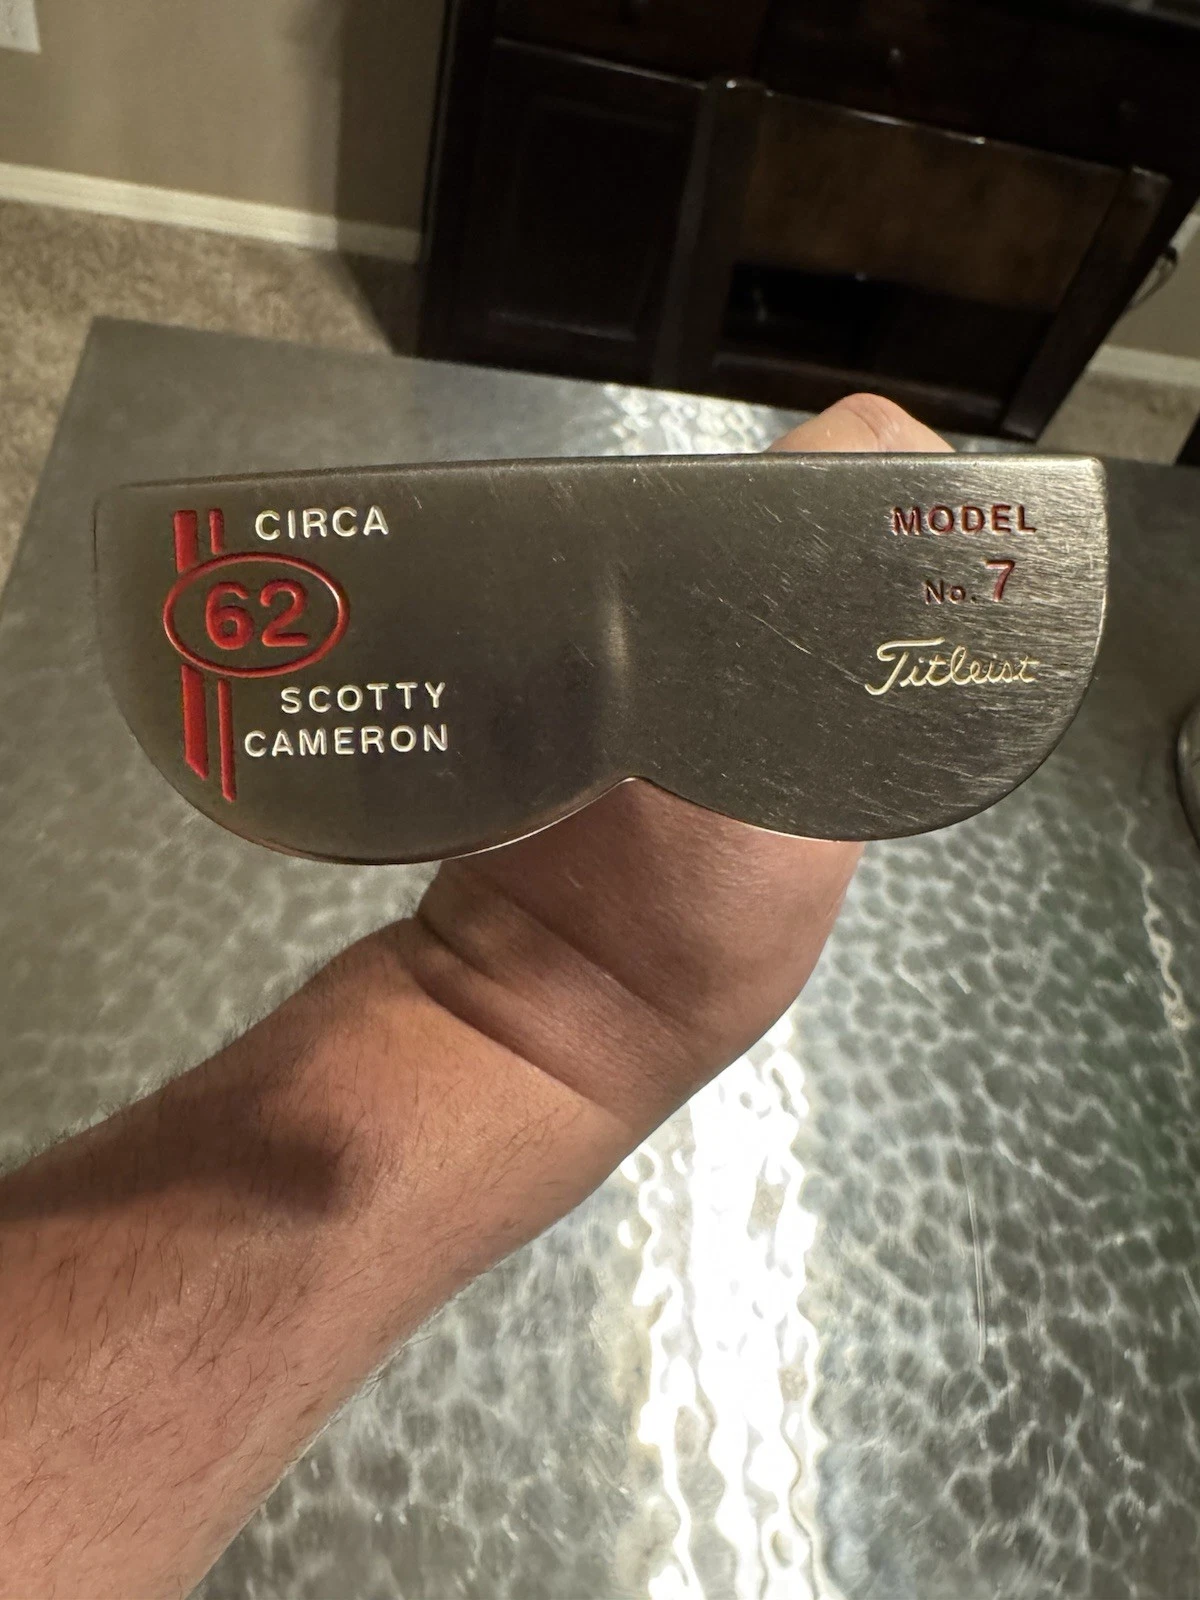 CIRCA
62
SCOTTY
CAMERON
MODEL
No. 7
Titleist